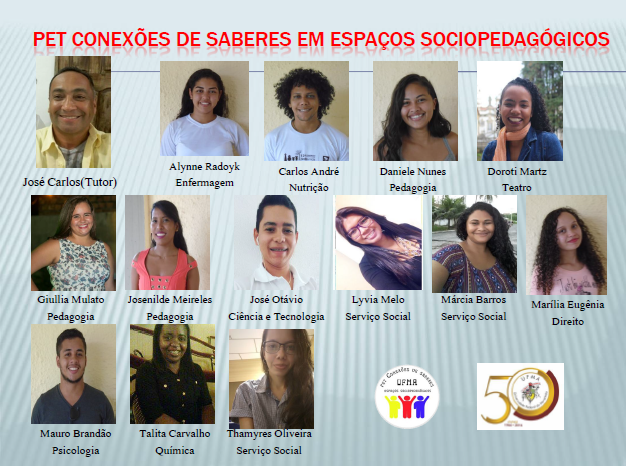 PET CONEXÕES DE SABERES EM ESPAÇOS SOCIOPEDAGÓGICOS
José Carlos(Tutor)
Alynne Radoyk
Enfermagem
Carlos André
Nutrição
Daniele Nunes
Pedagogia
Doroti Martz
Teatro
Giullia Mulato
Pedagogia
Josenilde Meireles
Pedagogia
José Otávio
Ciência e Tecnologia
Lyvia Melo
Serviço Social
Márcia Barros
Serviço Social
Marília Eugênia
Direito
Mauro Brandão
Psicologia
Talita Carvalho
Química
Thamyres Oliveira
Serviço Social
PET CONEXÕES DE SABERES
UFMA
50
UFMA